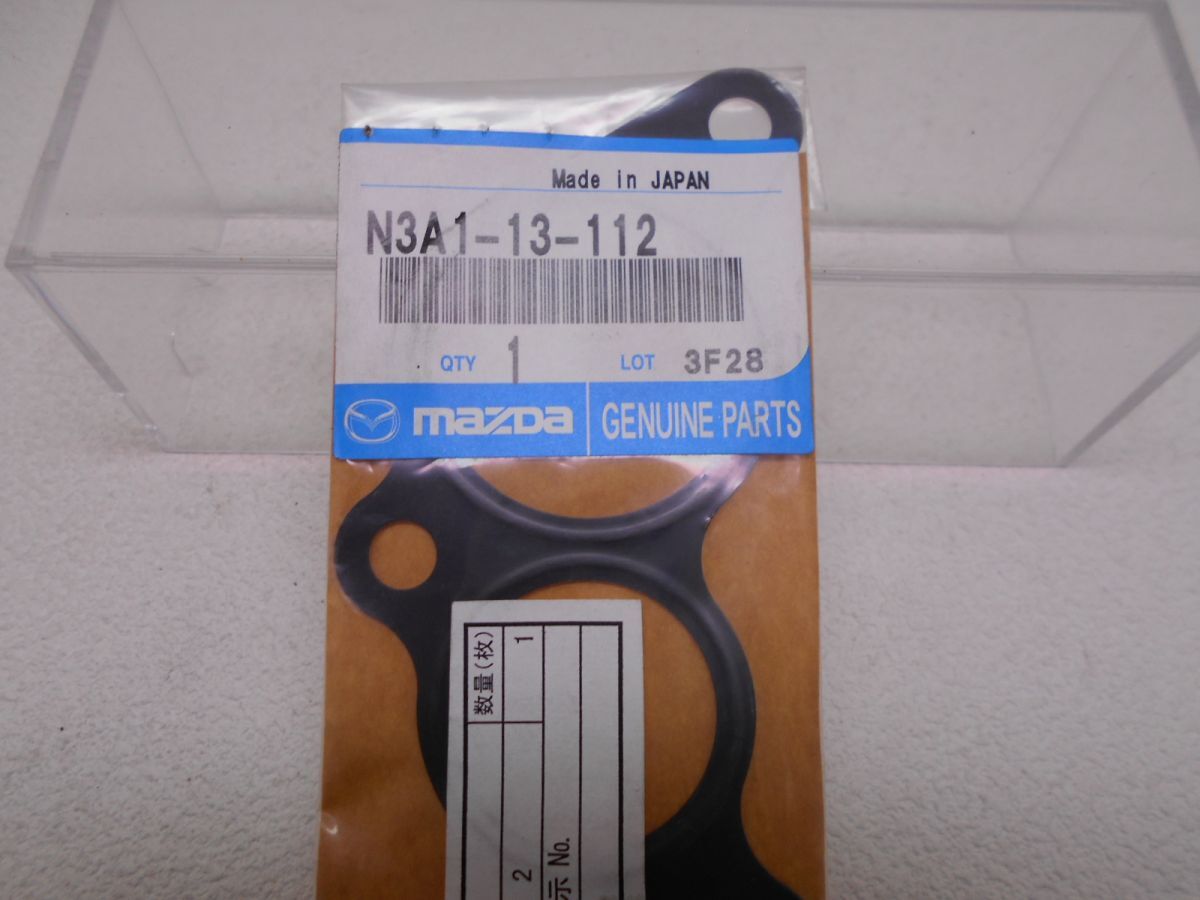 Made in JAPAN
N3A1-13-112
QTY 1 LOT 3F28
mazda GENUINE PARTS
数量(枚) 1
2
示 No.